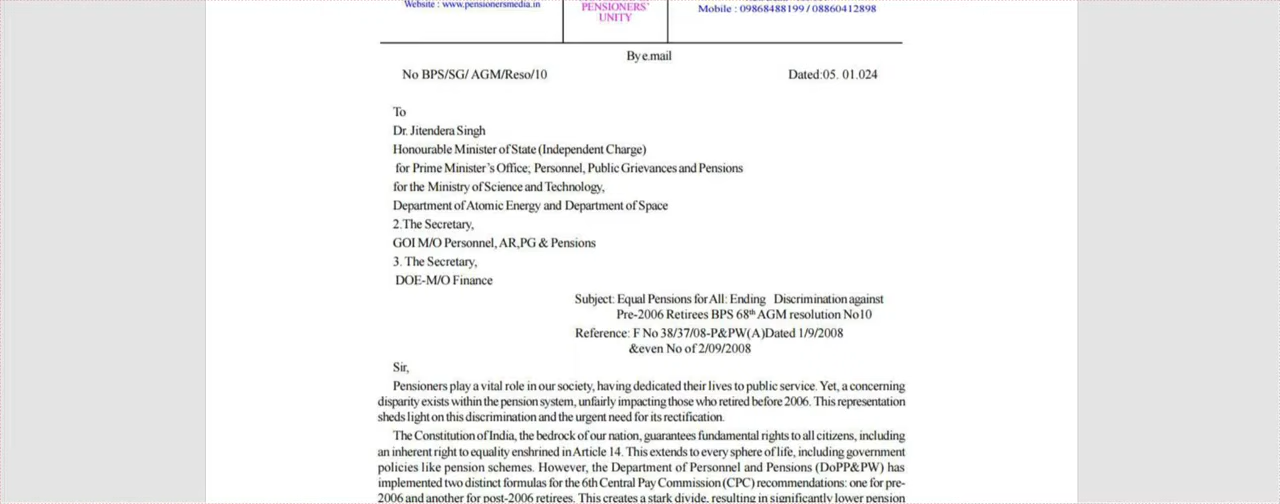 Website : www.pensionersmedia.in
PENSIONERS'
UNITY
Mobile : 09868488199 / 08860412898
By e.mail
No BPS/SG/ AGM/Reso/10
Dated:05. 01.024
To
Dr. Jitendera Singh
Honourable Minister of State (Independent Charge)
for Prime Minister's Office; Personnel, Public Grievances and Pensions
for the Ministry of Science and Technology,
Department of Atomic Energy and Department of Space
2.The Secretary,
GOI M/O Personnel, AR,PG & Pensions
3. The Secretary,
DOE-M/O Finance
Subject: Equal Pensions for All: Ending Discrimination against
Pre-2006 Retirees BPS 68th AGM resolution No10
Reference: F No 38/37/08-P&PW(A)Dated 1/9/2008
&even No of 2/09/2008
Sir,
Pensioners play a vital role in our society, having dedicated their lives to public service. Yet, a concerning
disparity exists within the pension system, unfairly impacting those who retired before 2006. This representation
sheds light on this discrimination and the urgent need for its rectification.
The Constitution of India, the bedrock of our nation, guarantees fundamental rights to all citizens, including
an inherent right to equality enshrined in Article 14. This extends to every sphere of life, including government
policies like pension schemes. However, the Department of Personnel and Pensions (DoPP&PW) has
implemented two distinct formulas for the 6th Central Pay Commission (CPC) recommendations: one for pre-
2006 and another for post-2006 retirees. This creates a stark divide, resulting in significantly lower pension